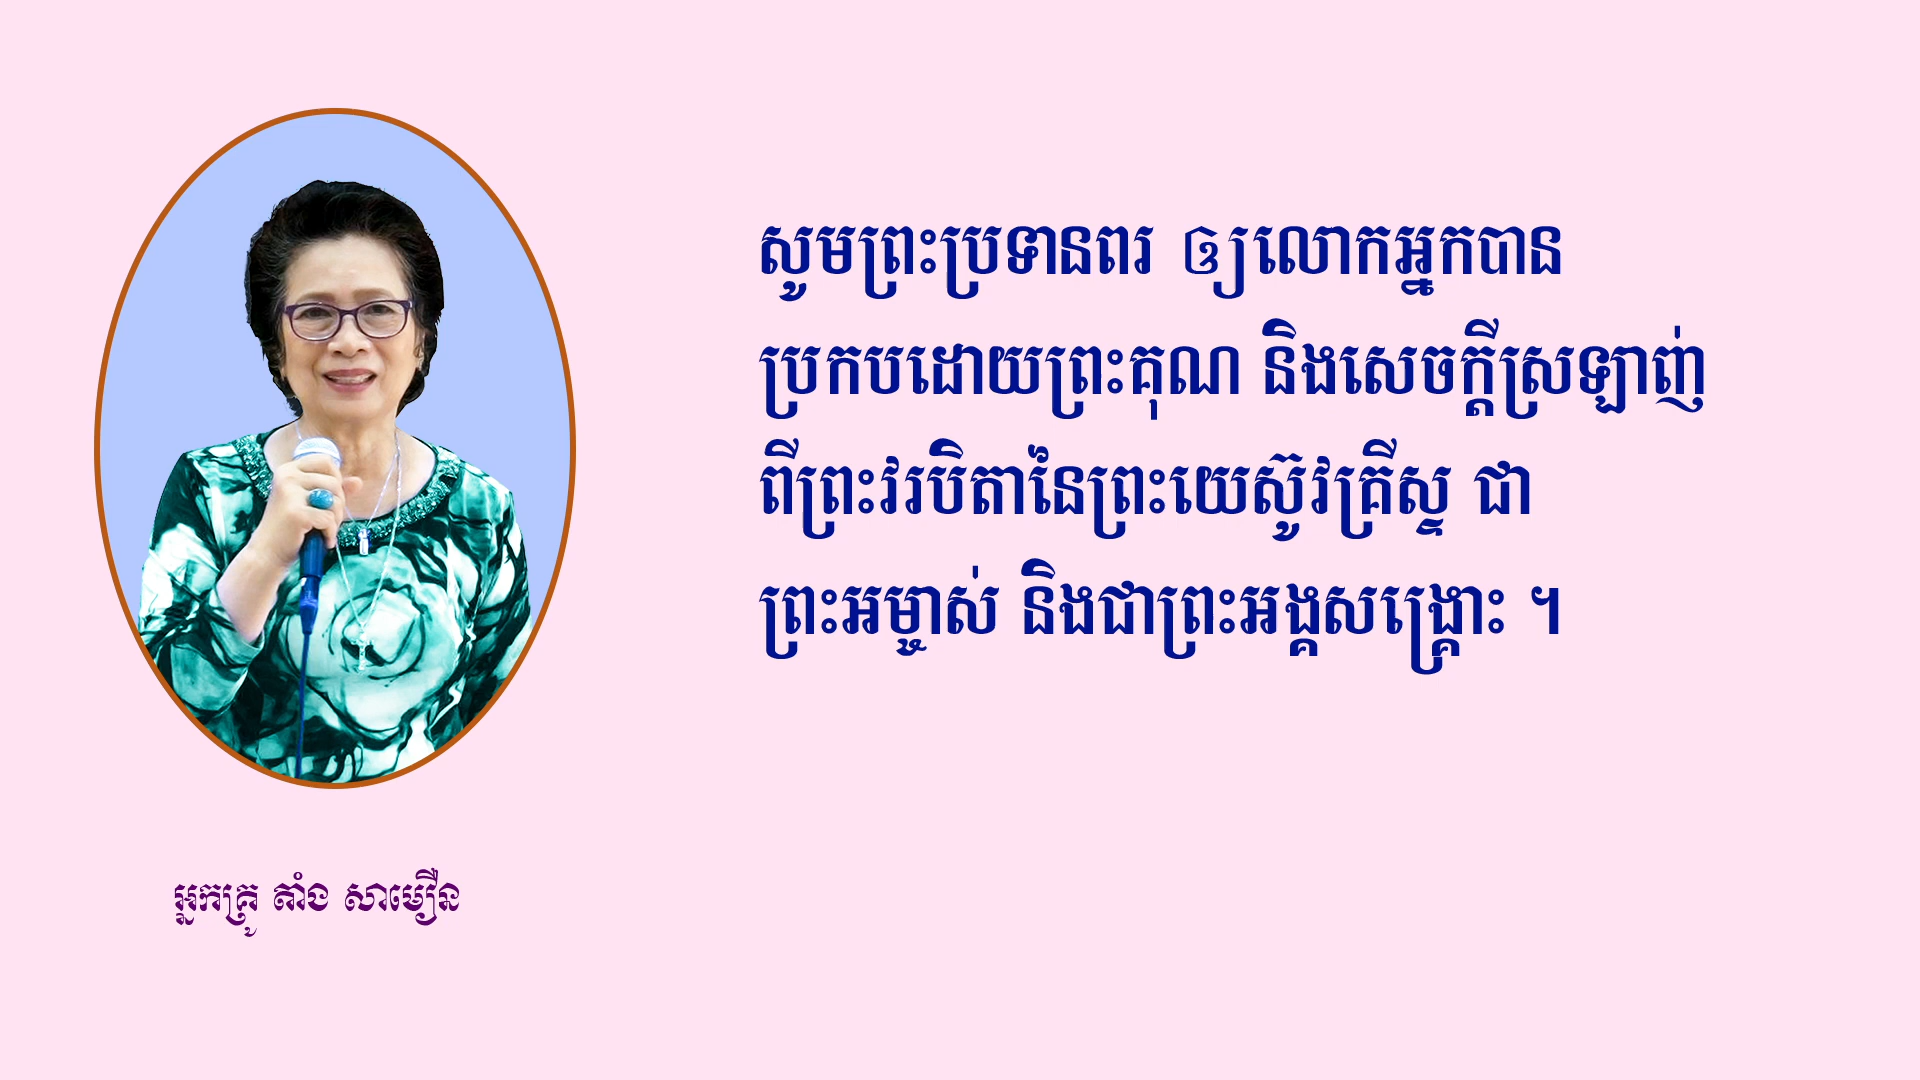 សូមព្រះប្រទានពរ ឲ្យលោកអ្នកបាន
ប្រកបដោយព្រះគុណ និងសេចក្តីស្រឡាញ់
ពីព្រះវរបិតានៃព្រះយេស៊ូវគ្រីស្ទ ជា
ព្រះអម្ចាស់ និងជាព្រះអង្គសង្គ្រោះ ។
អ្នកគ្រូ តាំង សាមឿន